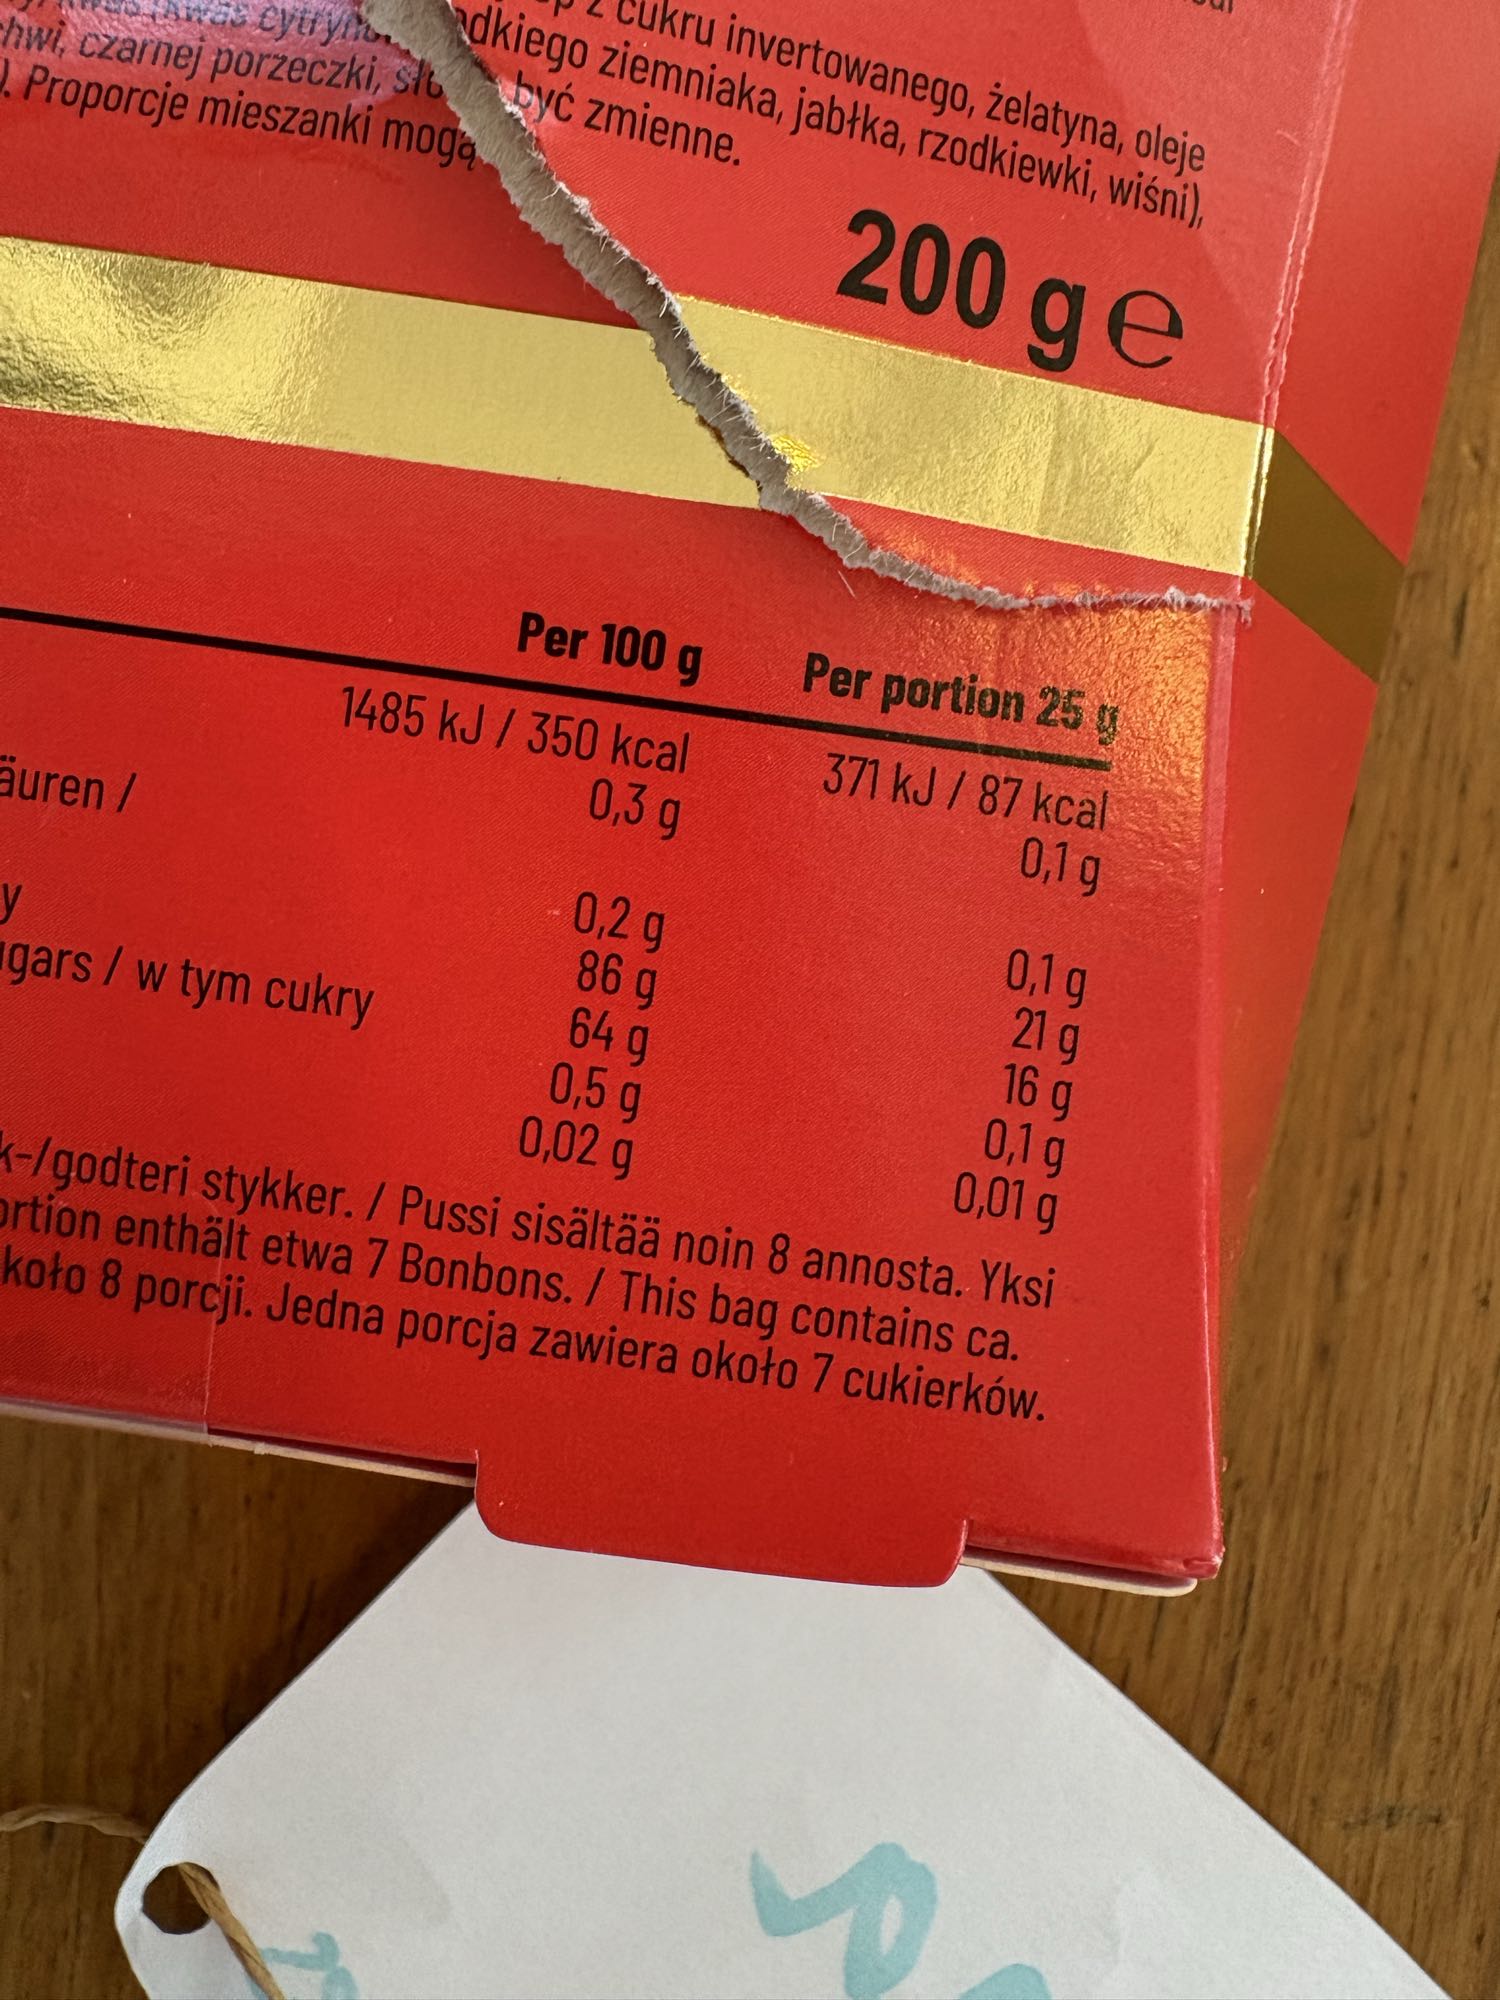 z cukru invertowanego, żelatyna, oleje
czarnej porzeczki, ziemniaka, jabłka, rzodkiewki, wiśni),
Proporcje mieszanki mogą być zmienne.
200 g e
Per 100 g Per portion 25 g
1485 kJ / 350 kcal 371 kJ / 87 kcal
0,3 g 0,1 g
äuren /
0,2 g 0,1 g
y 86 g 21 g
gars / w tym cukry 64 g 16 g
0,5 g 0,1 g
0,02 g 0,01 g
k-/godteri stykker. / Pussi sisältää noin 8 annosta. Yksi
ortion enthält etwa 7 Bonbons. / This bag contains ca.
koło 8 porcji. Jedna porcja zawiera około 7 cukierków.